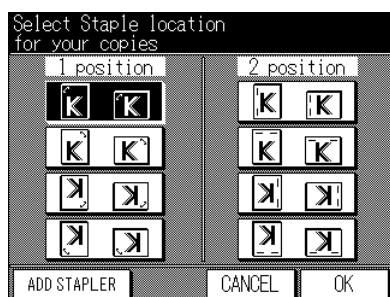 Select Staple location
for your copies
1 position 2 position
K K K K
K K K K
K K K K
K K K K
ADD STAPLER CANCEL OK